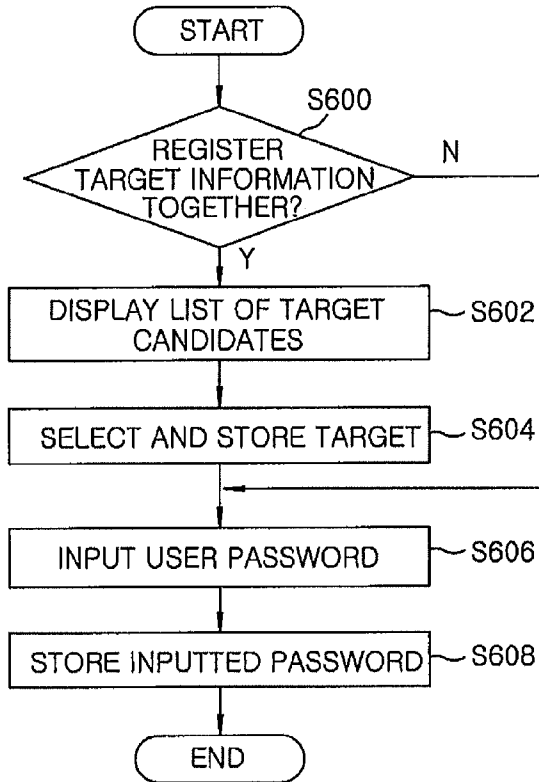 START
S600
REGISTER
TARGET INFORMATION
TOGETHER?
N
Y
DISPLAY LIST OF TARGET
CANDIDATES
S602
SELECT AND STORE TARGET
S604
INPUT USER PASSWORD
S606
STORE INPUTTED PASSWORD
S608
END